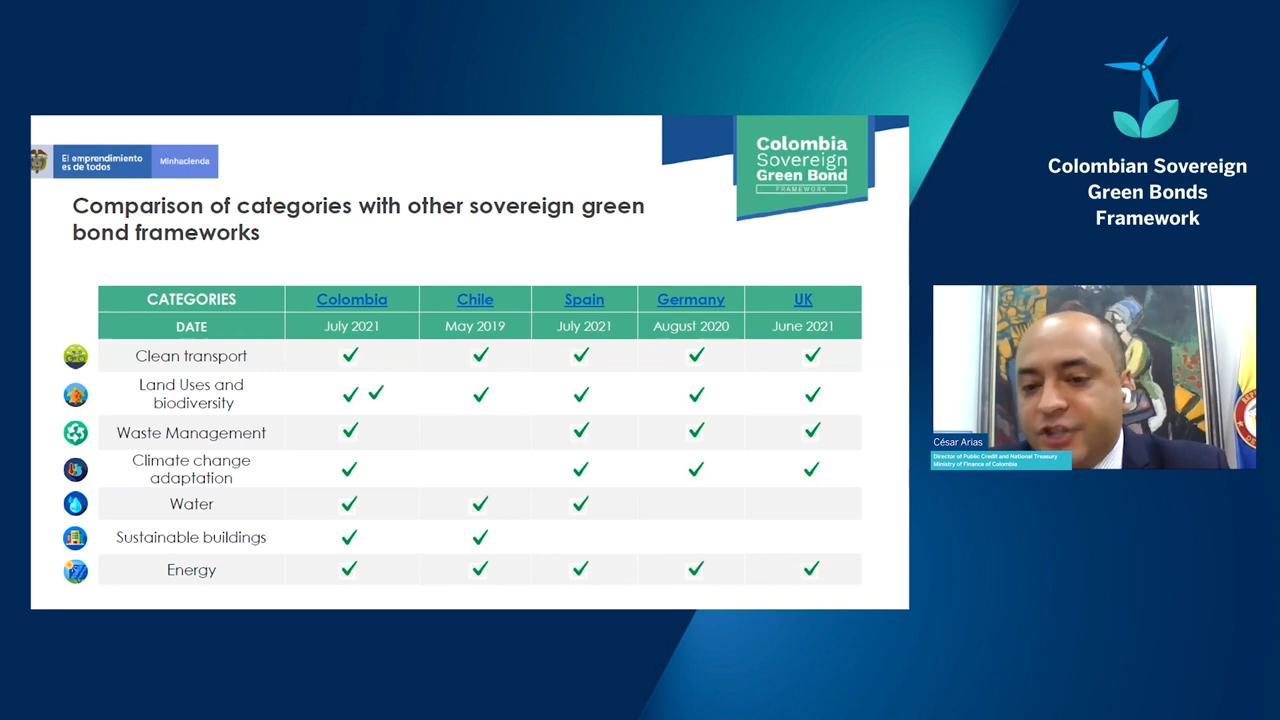 El emprendimiento
es de todos
Minhacienda
Colombia
Sovereign
Green Bond
FRAMEWORK
Comparison of categories with other sovereign green
bond frameworks
CATEGORIES Colombia Chile Spain Germany UK
DATE July 2021 May 2019 July 2021 August 2020 June 2021
Clean transport ✓ ✓ ✓ ✓ ✓
Land Uses and
biodiversity ✓ ✓ ✓ ✓ ✓ ✓
Waste Management ✓ ✓ ✓ ✓
Climate change
adaptation ✓ ✓ ✓ ✓
Water ✓ ✓ ✓
Sustainable buildings ✓ ✓
Energy ✓ ✓ ✓ ✓ ✓
Colombian Sovereign
Green Bonds
Framework
César Arias
Director of Public Credit and National Treasury
Ministry of Finance of Colombia